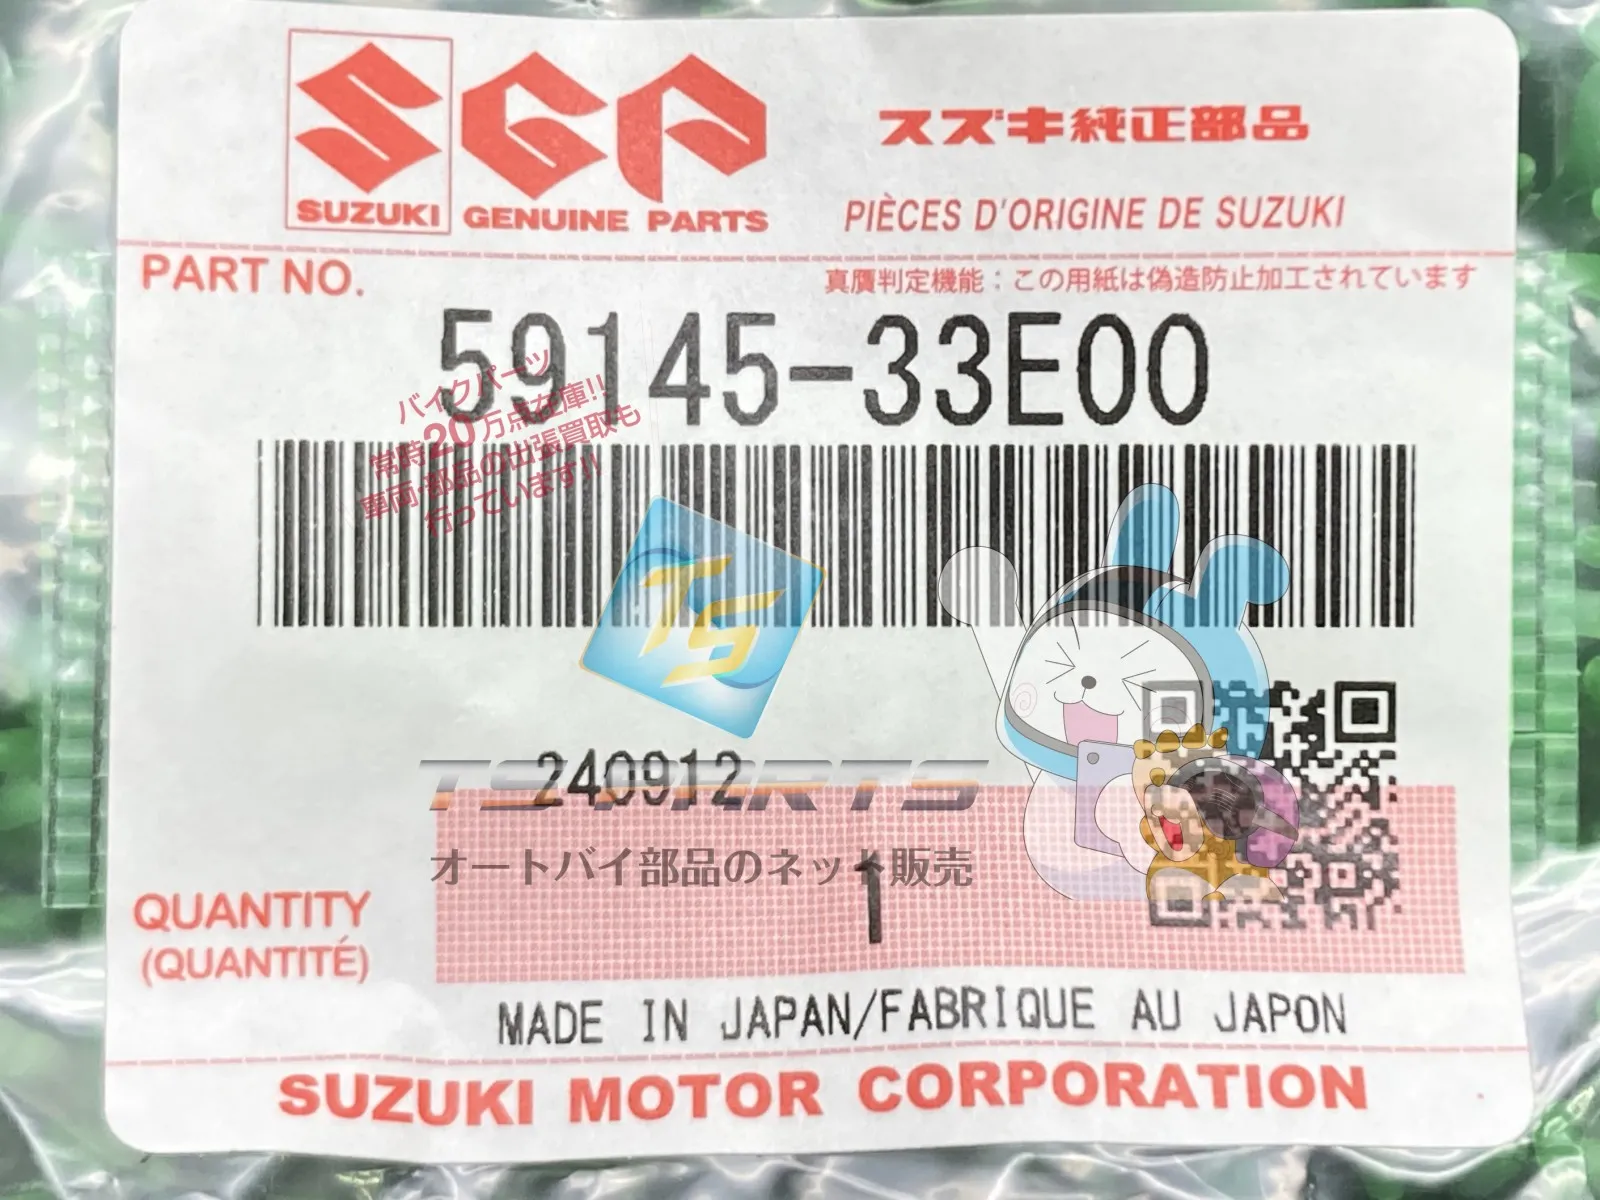 SUZUKI
SGP
GENUINE PARTS
スズキ純正部品
PIÈCES D'ORIGINE DE SUZUKI
PART NO.
真贋判定機能：この用紙は偽造防止加工されています
59145-33E00
バイクパーツ
常時20万点在庫!!
車両・部品の出張買取も
行っています!!
TS
240912
TS PARTS
オートバイ部品のネット販売
QUANTITY
(QUANTITÉ)
1
MADE IN JAPAN/FABRIQUE AU JAPON
SUZUKI MOTOR CORPORATION